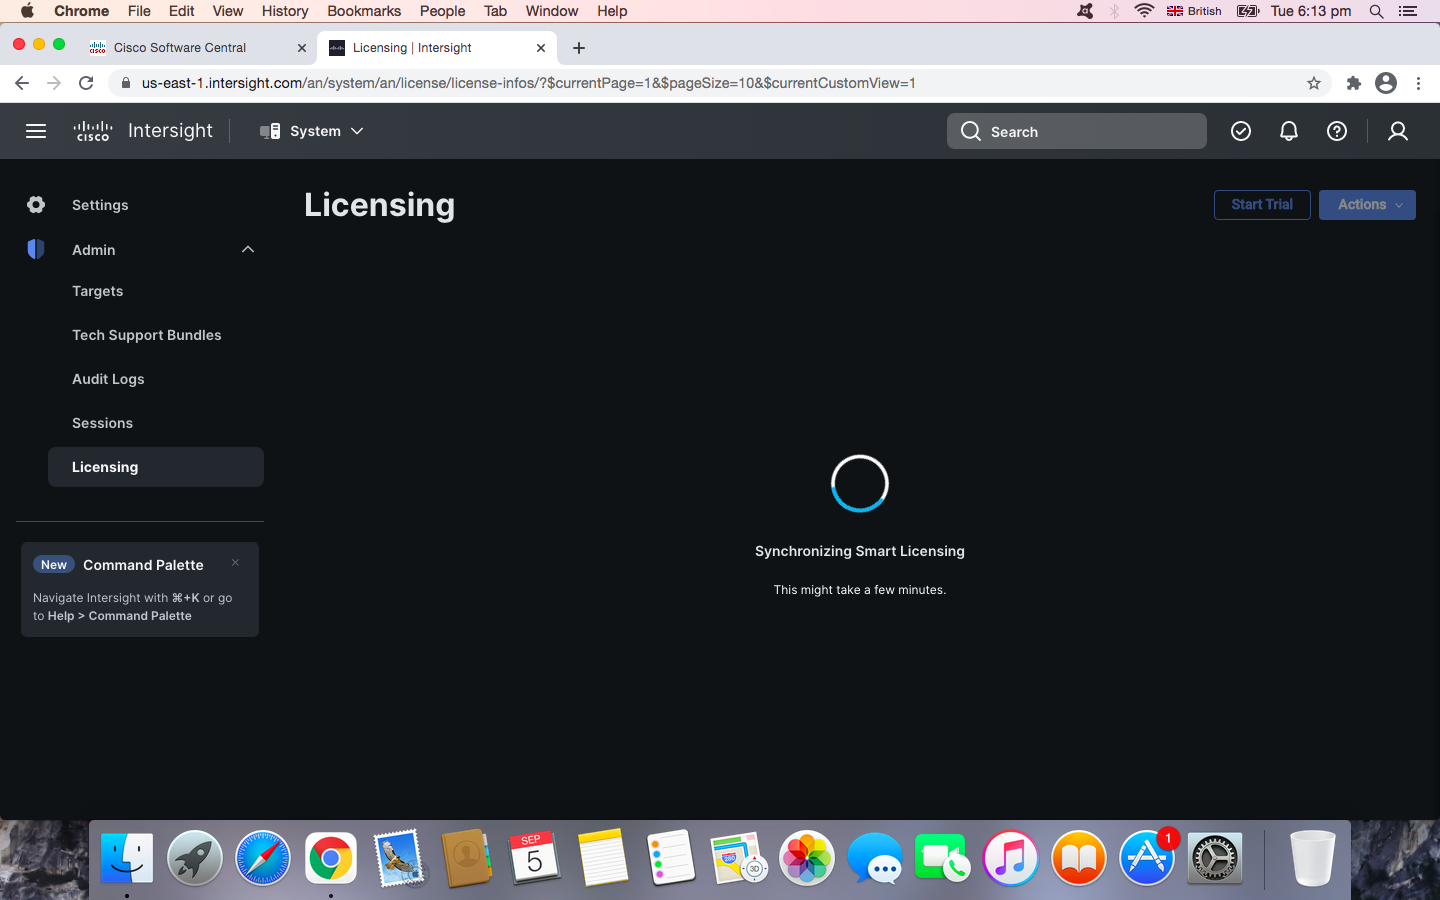 Chrome File Edit View History Bookmarks People Tab Window Help British Tue 6:13 pm
Cisco Software Central
Licensing | Intersight
us-east-1.intersight.com/an/system/an/license/license-infos/?$currentPage=1&$pageSize=10&$currentCustomView=1
CISCO Intersight System Search
Settings
Admin
Targets
Tech Support Bundles
Audit Logs
Sessions
Licensing
New Command Palette
Navigate Intersight with ⌘+K or go
to Help > Command Palette
Licensing
Start Trial Actions
Synchronizing Smart Licensing
This might take a few minutes.
SEP
5
280
3D
1